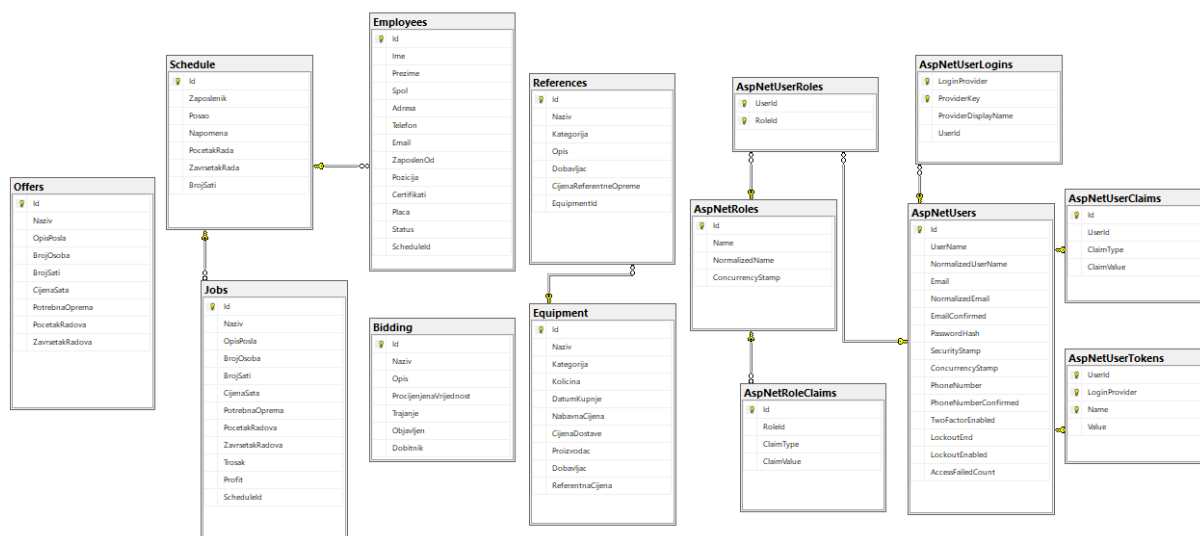 Employees
Id
Ime
Prezime
Spol
Adresa
Telefon
Email
ZaposlenOd
Pozicija
Certifikati
Placa
Status
ScheduleId
Schedule
Id
Zaposlenik
Posao
Napomena
PocetakRada
ZavrsetakRada
BrojSati
References
Id
Naziv
Kategorija
Opis
Dobavljac
CijenaReferentneOpreme
EquipmentId
AspNetUserRoles
UserId
RoleId
AspNetUserLogins
LoginProvider
ProviderKey
ProviderDisplayName
UserId
Offers
Id
Naziv
OpisPosla
BrojOsoba
BrojSati
CijenaSata
PotrebnaOprema
PocetakRadova
ZavrsetakRadova
AspNetRoles
Id
Name
NormalizedName
ConcurrencyStamp
AspNetUsers
Id
UserName
NormalizedUserName
Email
NormalizedEmail
EmailConfirmed
PasswordHash
SecurityStamp
ConcurrencyStamp
PhoneNumber
PhoneNumberConfirmed
TwoFactorEnabled
LockoutEnd
LockoutEnabled
AccessFailedCount
AspNetUserClaims
Id
UserId
ClaimType
ClaimValue
Jobs
Id
Naziv
OpisPosla
BrojOsoba
BrojSati
CijenaSata
PotrebnaOprema
PocetakRadova
ZavrsetakRadova
Trosak
Profit
ScheduleId
Bidding
Id
Naziv
Opis
ProcijenjenaVrijednost
Trajanje
Objavljen
Dobitnik
Equipment
Id
Naziv
Kategorija
Kolicina
DatumKupnje
NabavnaCijena
CijenaDostave
Proizvodac
Dobavljac
ReferentnaCijena
AspNetRoleClaims
Id
RoleId
ClaimType
ClaimValue
AspNetUserTokens
UserId
LoginProvider
Name
Value